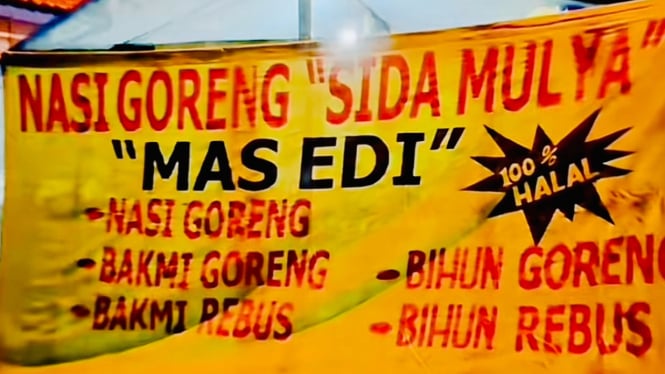 NASI GORENG "SIDA MULYA"
"MAS EDI"
100 %
HALAL
-NASI GORENG
-BAKMI GORENG
-BAKMI REBUS
-BIHUN GORENG
-BIHUN REBUS